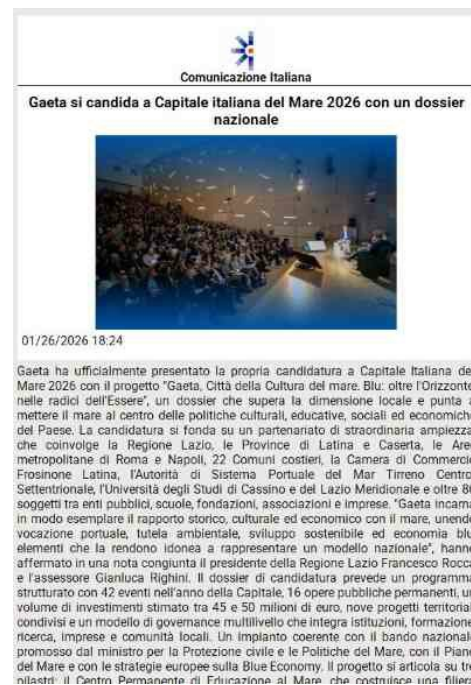 Comunicazione Italiana
Gaeta si candida a Capitale italiana del Mare 2026 con un dossier
nazionale
01/26/2026 18:24
Gaeta ha ufficialmente presentato la propria candidatura a Capitale Italiana de
Mare 2026 con il progetto "Gaeta, Città della Cultura del mare. Blu: oltre l'Orizzonte
nelle radici dell'Essere", un dossier che supera la dimensione locale e punta a
mettere il mare al centro delle politiche culturali, educative, sociali ed economich
del Paese. La candidatura si fonda su un partenariato di straordinaria ampiezza
che coinvolge la Regione Lazio, le Province di Latina e Caserta, le Are
metropolitane di Roma e Napoli, 22 Comuni costieri, la Camera di Commerci
Frosinone Latina, l'Autorità di Sistema Portuale del Mar Tirreno Centro
Settentrionale, l'Università degli Studi di Cassino e del Lazio Meridionale e oltre 80
soggetti tra enti pubblici, scuole, fondazioni, associazioni e imprese. "Gaeta incarn
in modo esemplare il rapporto storico, culturale ed economico con il mare, unendo
vocazione portuale, tutela ambientale, sviluppo sostenibile ed economia blu
elementi che la rendono idonea a rappresentare un modello nazionale", hanno
affermato in una nota congiunta il presidente della Regione Lazio Francesco Rocca
e l'assessore Gianluca Righini. Il dossier di candidatura prevede un programma
strutturato con 42 eventi nell'anno della Capitale, 16 opere pubbliche permanenti, u
volume di investimenti stimato tra 45 e 50 milioni di euro, nove progetti territorial
condivisi e un modello di governance multilivello che integra istituzioni, formazione
ricerca, imprese e comunità locali. Un impianto coerente con il bando nazional
promosso dal ministro per la Protezione civile e le Politiche del Mare, con il Piano
del Mare e con le strategie europee sulla Blue Economy. Il progetto si articola su tre
pilastri: il Centro Permanente di Educazione al Mare, che costruisce una filiera